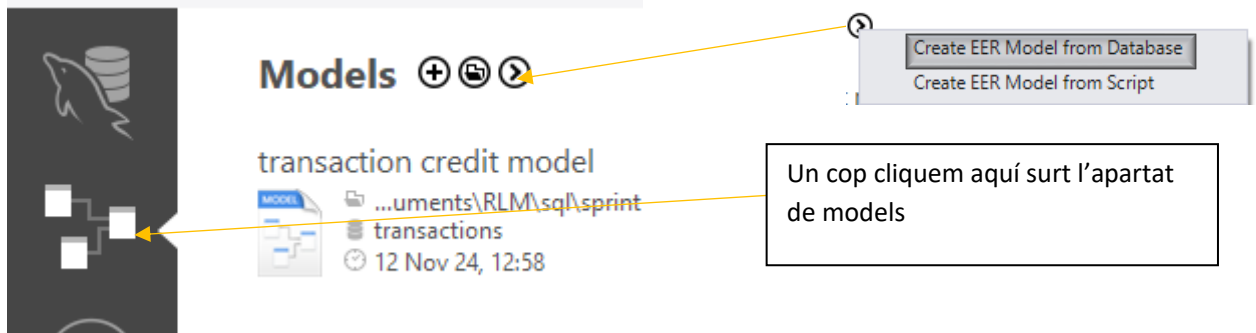 Models
Create EER Model from Database
Create EER Model from Script
transaction credit model
MODEL
...uments\RLM\sql\sprint
transactions
12 Nov 24, 12:58
Un cop cliquem aquí surt l’apartat
de models